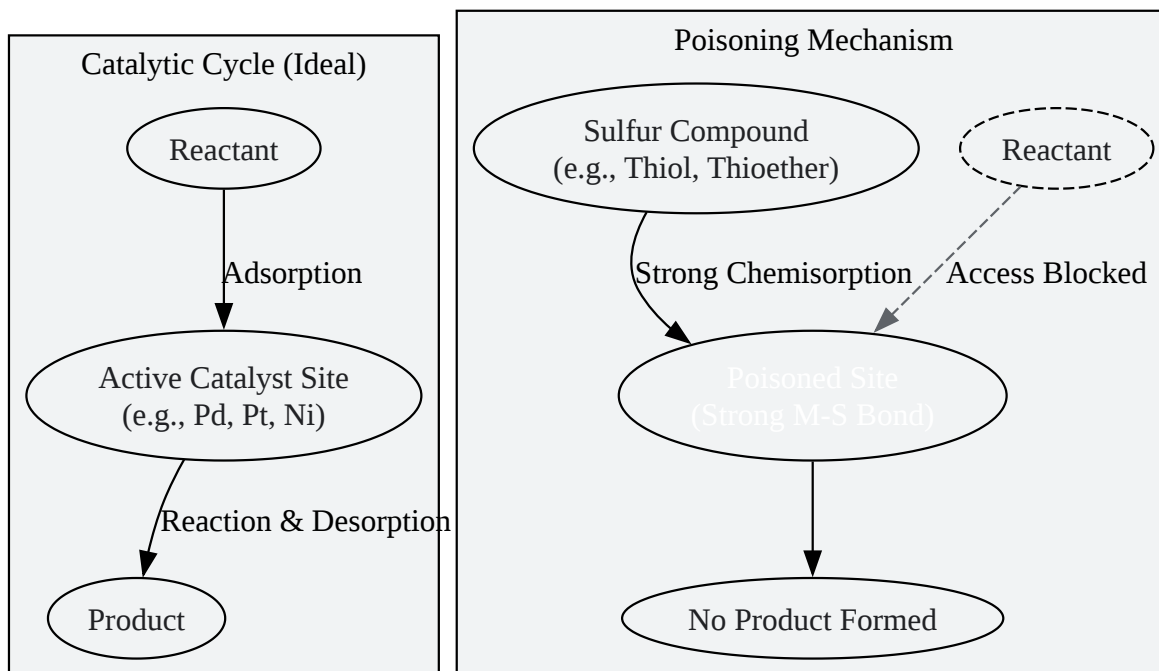 Catalytic Cycle (Ideal)
Reactant
Adsorption
Active Catalyst Site
(e.g., Pd, Pt, Ni)
Reaction & Desorption
Product
Poisoning Mechanism
Sulfur Compound
(e.g., Thiol, Thioether)
Reactant
Strong Chemisorption
Access Blocked
Poisoned Site
(Strong M-S Bond)
No Product Formed